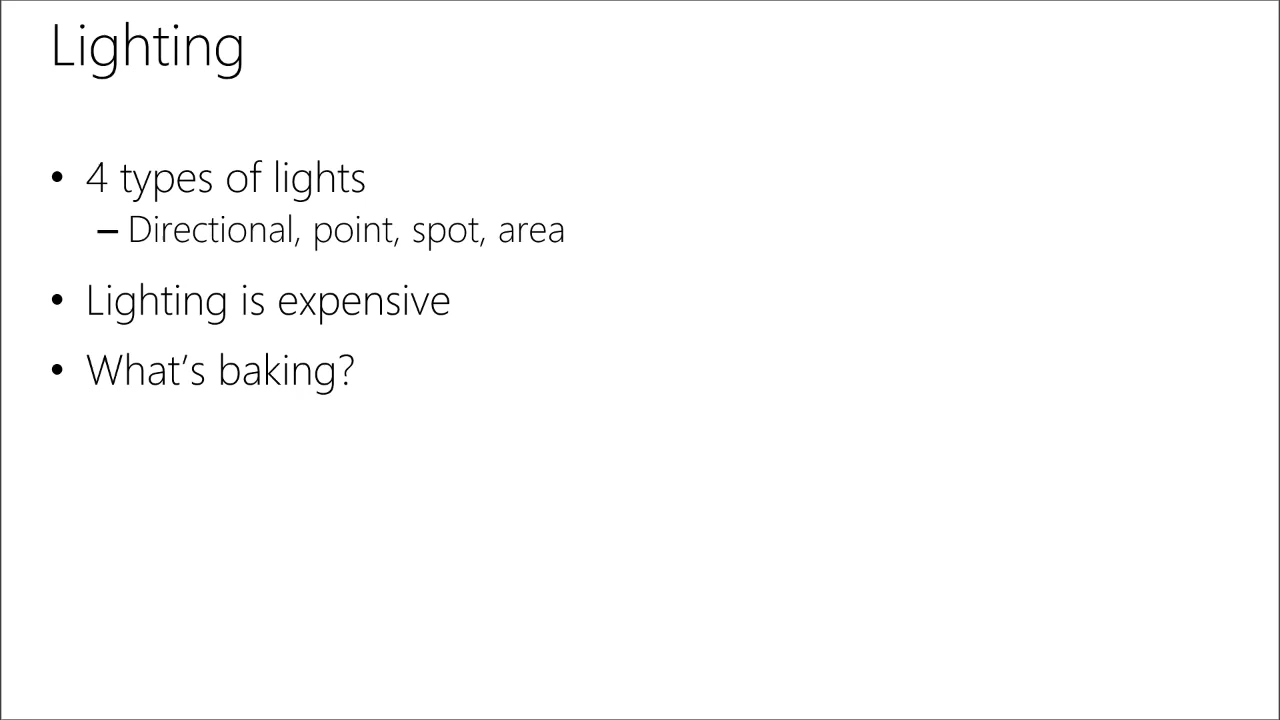 Lighting
• 4 types of lights
– Directional, point, spot, area
• Lighting is expensive
• What’s baking?